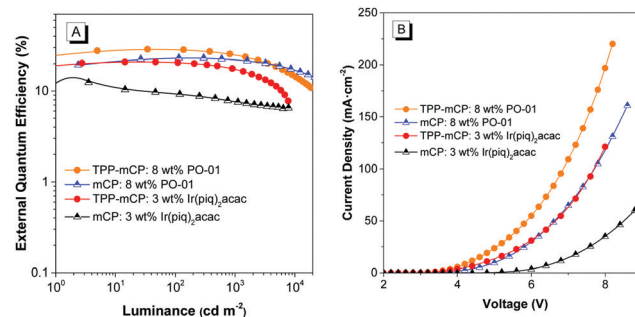 A
External Quantum Efficiency (%)
100
10
1
0.1
TPP-mCP: 8 wt% PO-01
mCP: 8 wt% PO-01
TPP-mCP: 3 wt% Ir(piq)₂acac
mCP: 3 wt% Ir(piq)₂acac
10⁰ 10¹ 10² 10³ 10⁴
Luminance (cd m⁻²)
B
Current Density (mA·cm⁻²)
250
200
150
100
50
0
TPP-mCP: 8 wt% PO-01
mCP: 8 wt% PO-01
TPP-mCP: 3 wt% Ir(piq)₂acac
mCP: 3 wt% Ir(piq)₂acac
2 4 6 8
Voltage (V)